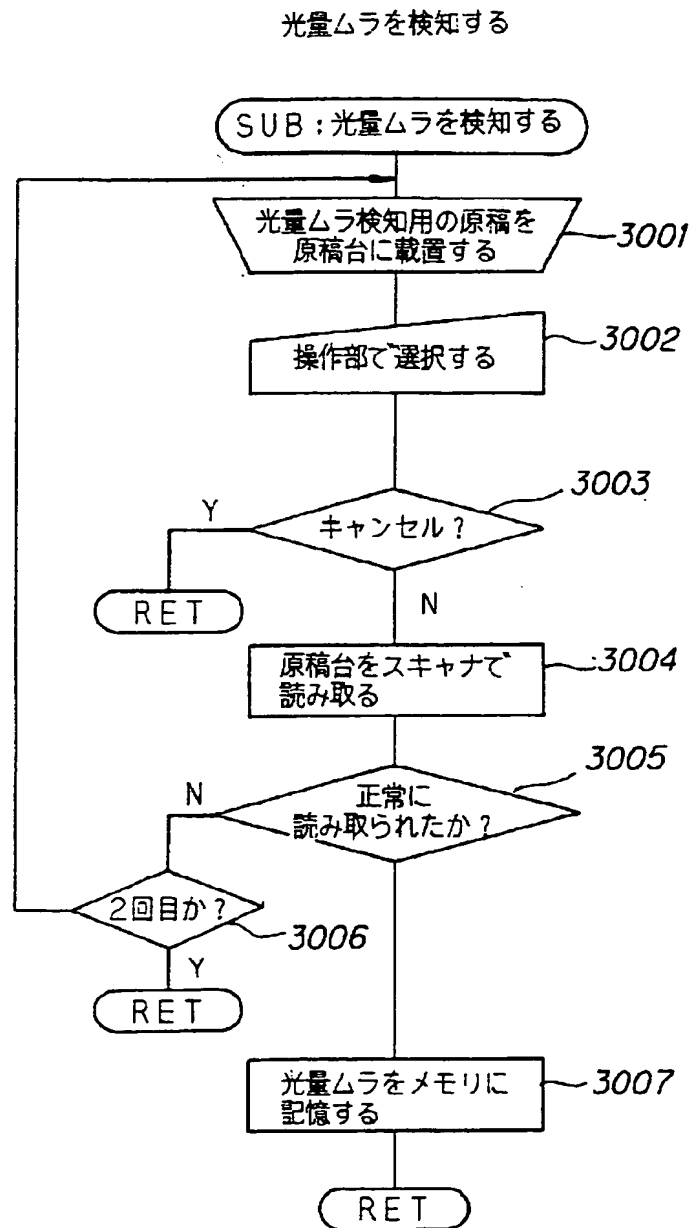 光量ムラを検知する
SUB:光量ムラを検知する
光量ムラ検知用の原稿を
原稿台に載置する
3001
操作部で選択する
3002
キャンセル?
3003
Y
RET
N
原稿台をスキャナで
読み取る
3004
正常に
読み取られたか?
3005
N
2回目か?
3006
Y
RET
光量ムラをメモリに
記憶する
3007
RET